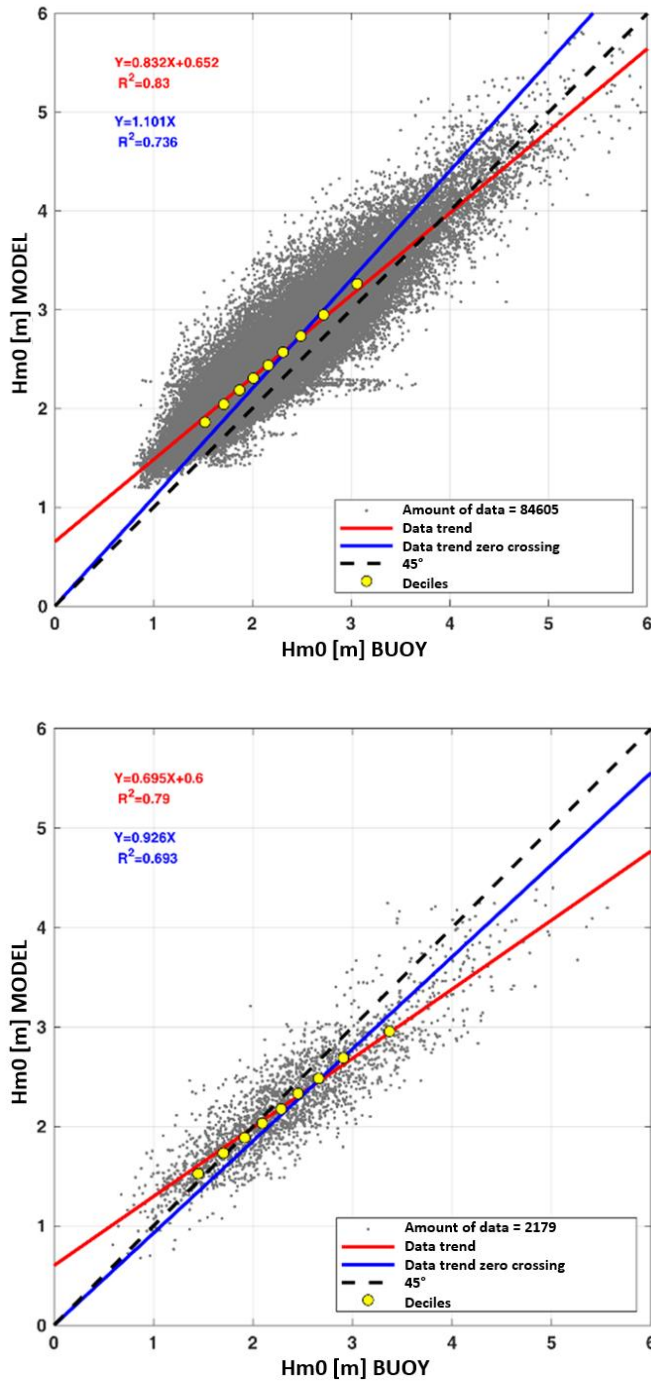 6
Y=0.832X+0.652
R²=0.83
5
Y=1.101X
R²=0.736
4
Hm0 [m] MODEL
3
2
1
Amount of data = 84605
Data trend
Data trend zero crossing
45°
Deciles
0
0 1 2 3 4 5 6
Hm0 [m] BUOY
6
Y=0.695X+0.6
R²=0.79
5
Y=0.926X
R²=0.693
4
Hm0 [m] MODEL
3
2
1
Amount of data = 2179
Data trend
Data trend zero crossing
45°
Deciles
0
0 1 2 3 4 5 6
Hm0 [m] BUOY